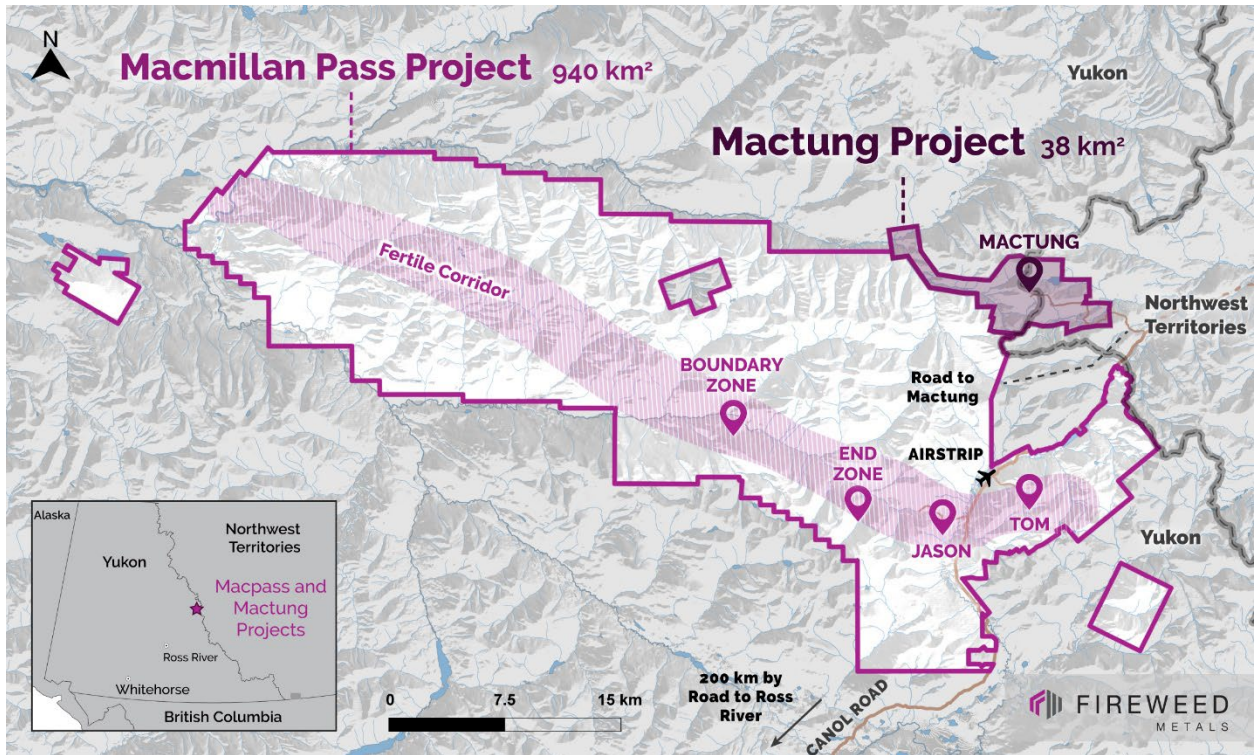 N
Macmillan Pass Project 940 km²
Yukon
Mactung Project 38 km²
MACTUNG
Fertile Corridor
Northwest
Territories
BOUNDARY
ZONE
Road to
Mactung
END
ZONE
AIRSTRIP
TOM
JASON
Yukon
Alaska
Northwest
Territories
Yukon
Macpass and
Mactung
Projects
Ross River
Whitehorse
British Columbia
0 7.5 15 km
200 km by
Road to Ross
River
CANOL ROAD
FIREWEED
METALS